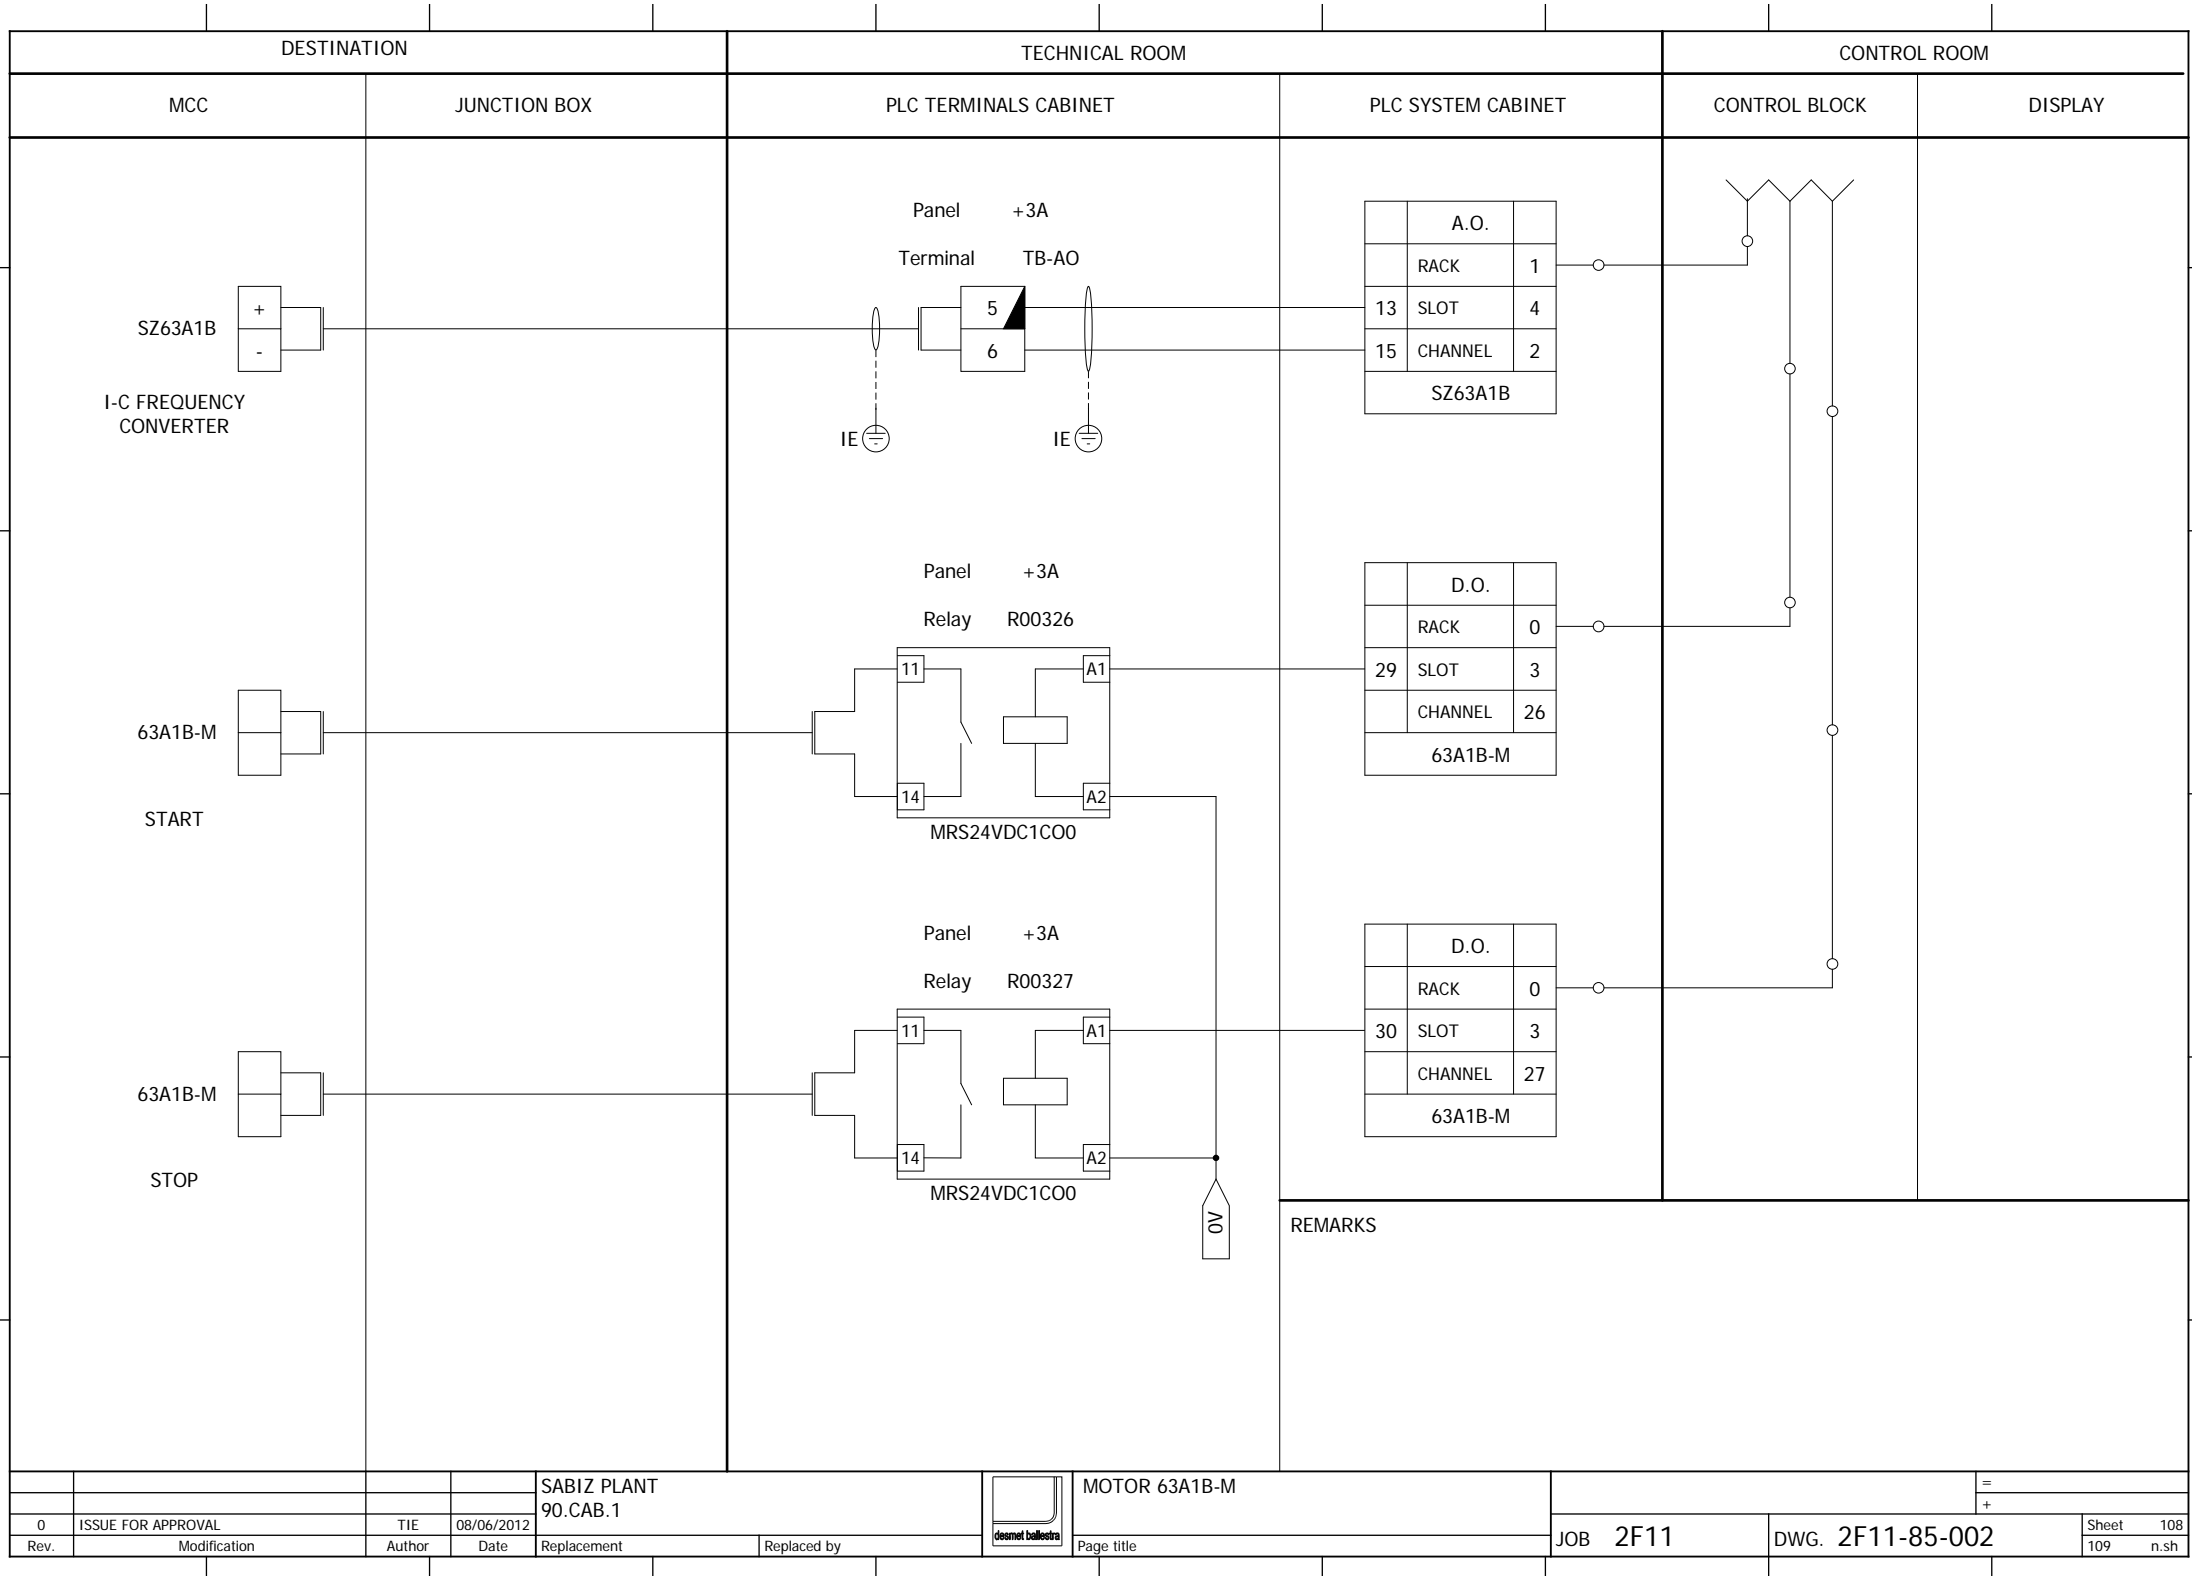 DESTINATION
TECHNICAL ROOM
CONTROL ROOM
MCC
JUNCTION BOX
PLC TERMINALS CABINET
PLC SYSTEM CABINET
CONTROL BLOCK
DISPLAY
Panel +3A
Terminal TB-AO
SZ63A1B
+
-
I-C FREQUENCY
CONVERTER
5
6
IE
IE
A.O.
RACK 1
13 SLOT 4
15 CHANNEL 2
SZ63A1B
Panel +3A
Relay R00326
63A1B-M
START
11
14
A1
A2
MRS24VDC1CO0
D.O.
RACK 0
29 SLOT 3
CHANNEL 26
63A1B-M
Panel +3A
Relay R00327
63A1B-M
STOP
11
14
A1
A2
MRS24VDC1CO0
0V
D.O.
RACK 0
30 SLOT 3
CHANNEL 27
63A1B-M
REMARKS
0 ISSUE FOR APPROVAL TIE 08/06/2012
Rev. Modification Author Date
SABIZ PLANT
90.CAB.1
Replacement
Replaced by
desmet ballestra
MOTOR 63A1B-M
Page title
=
+
JOB 2F11
DWG. 2F11-85-002
Sheet 108
109 n.sh